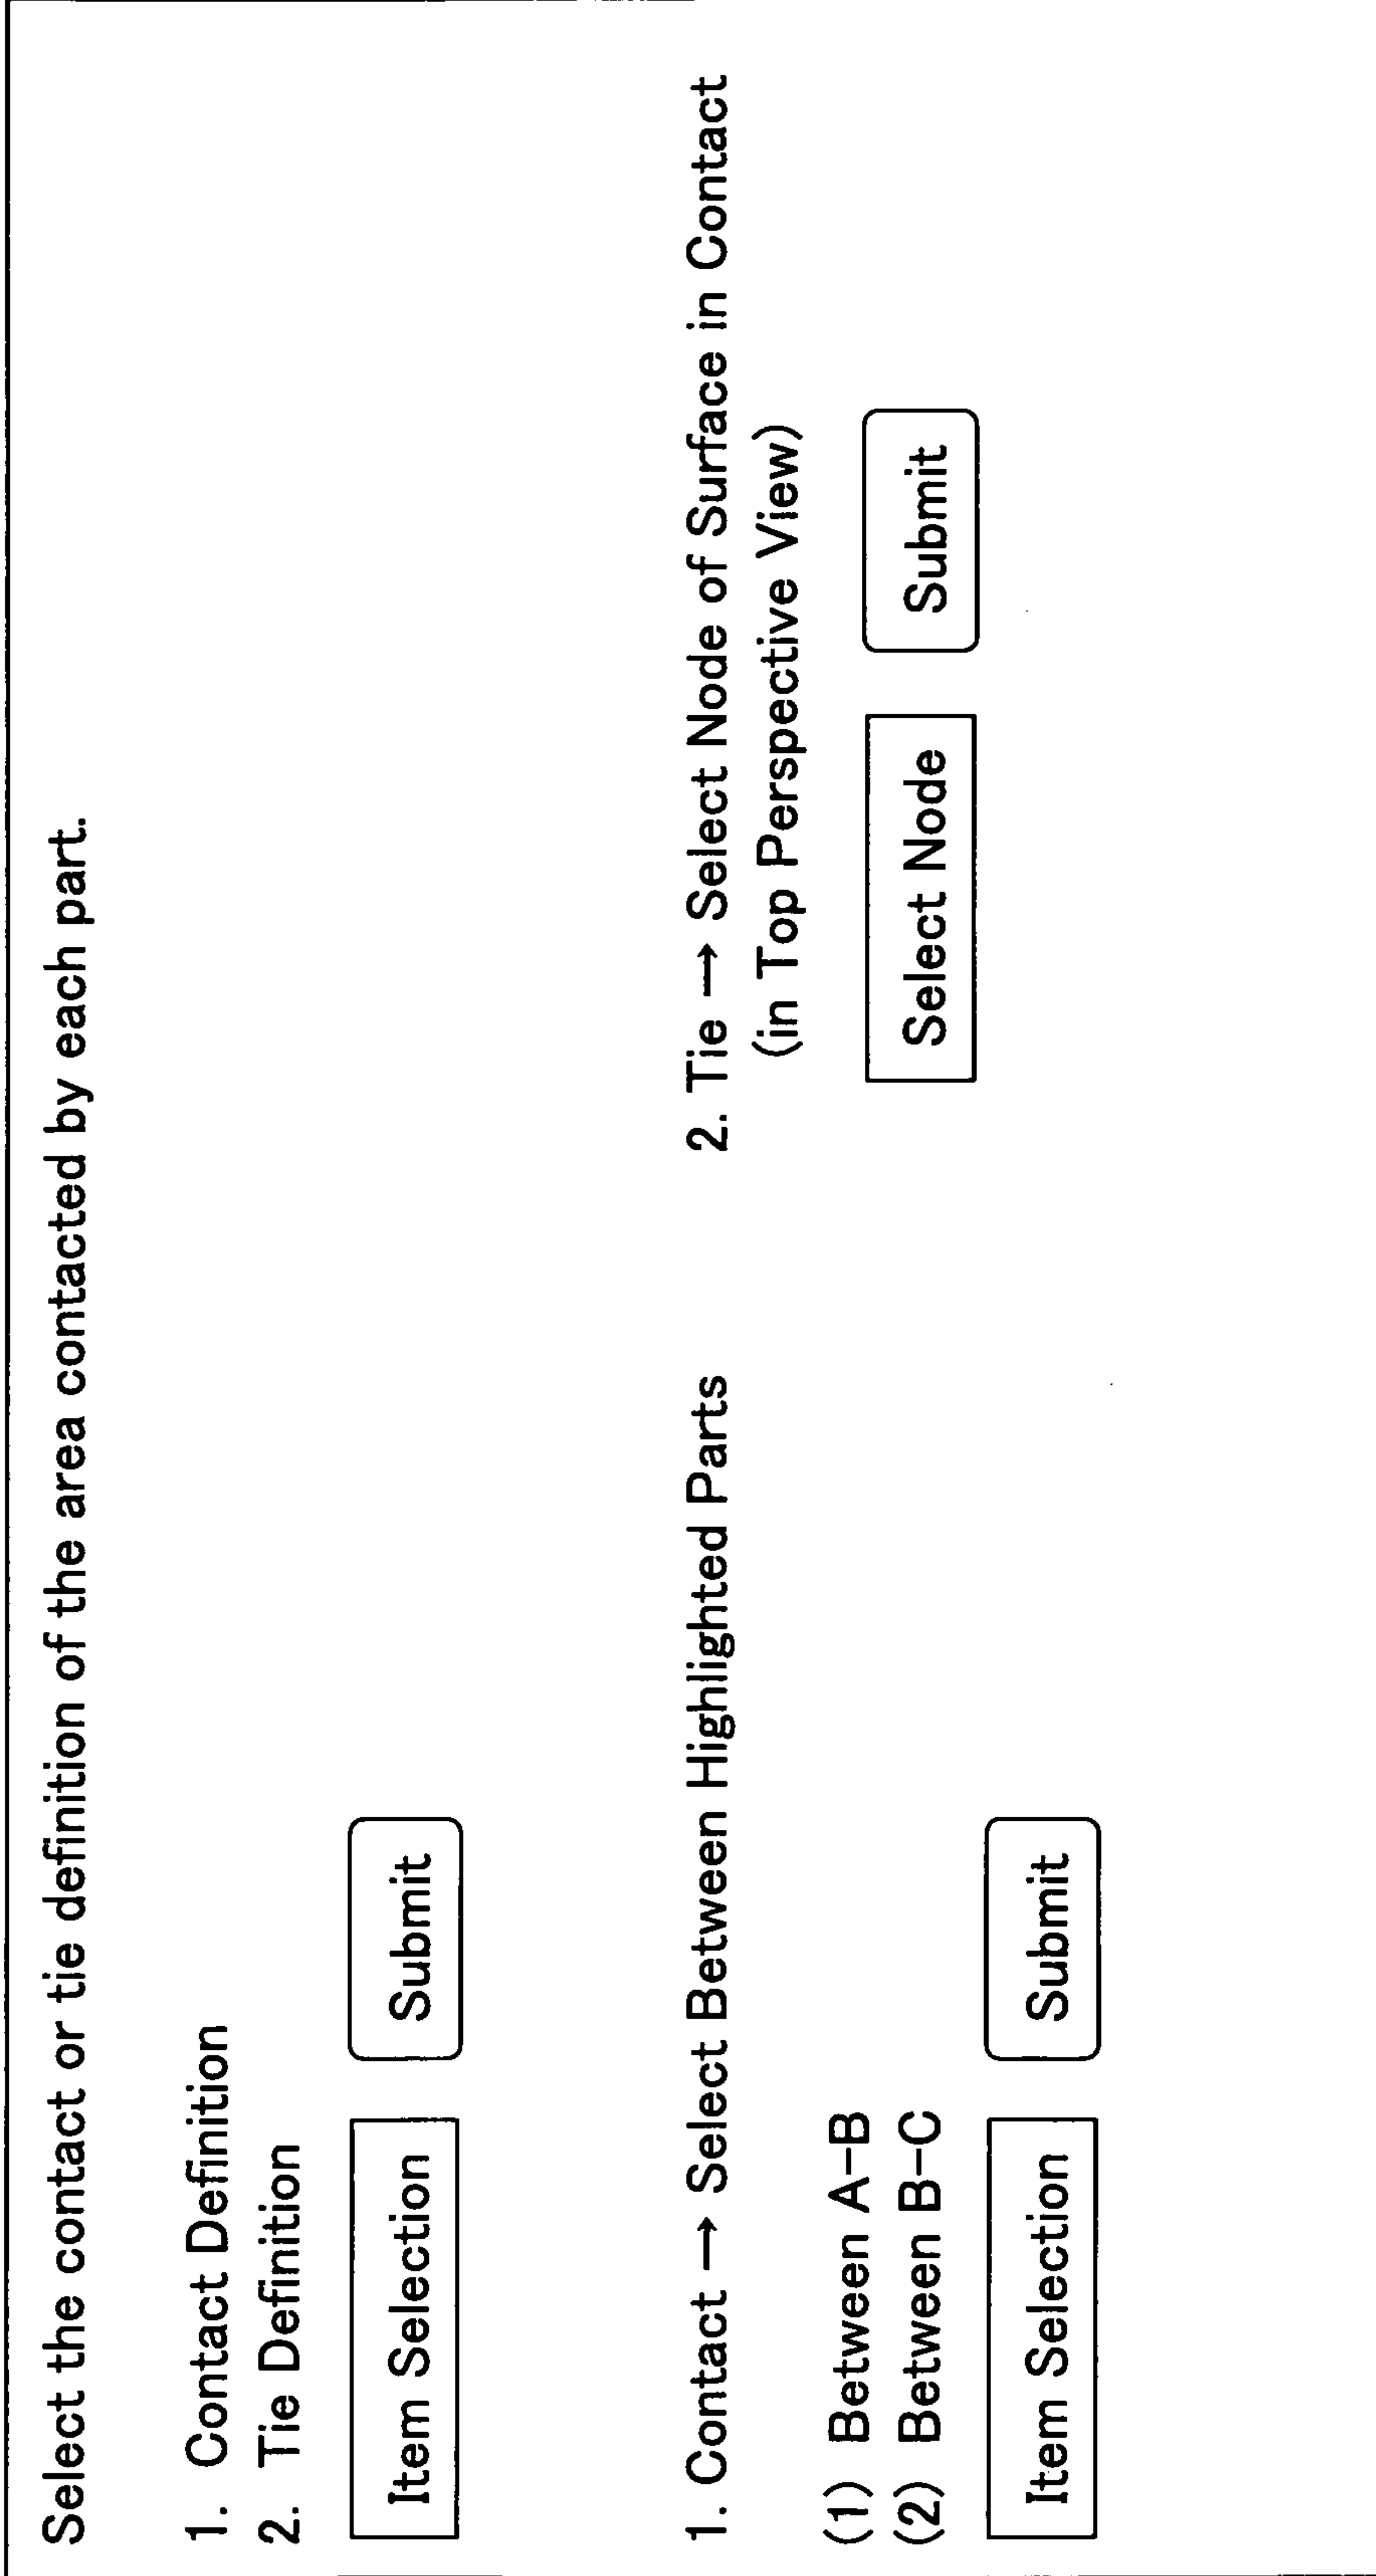 Select the contact or tie definition of the area contacted by each part.
1. Contact Definition
2. Tie Definition
Item Selection
Submit
1. Contact → Select Between Highlighted Parts
(1) Between A-B
(2) Between B-C
Item Selection
Submit
2. Tie → Select Node of Surface in Contact
(in Top Perspective View)
Select Node
Submit